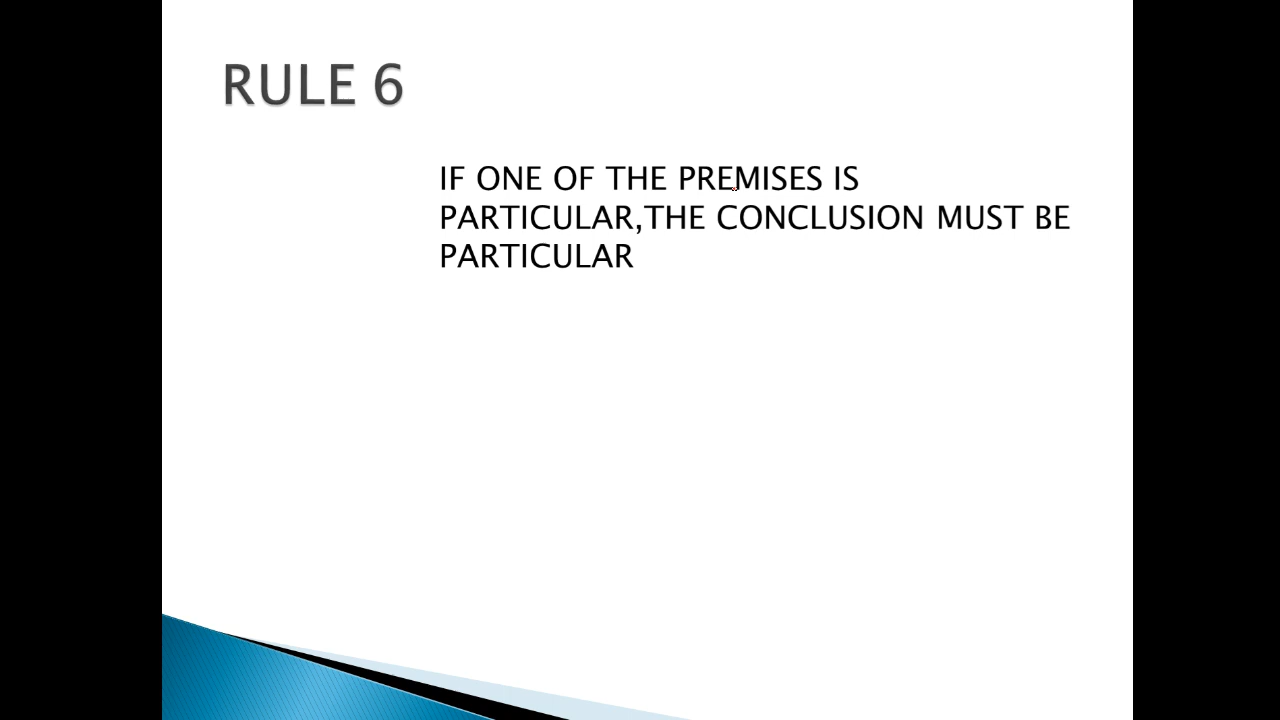 RULE 6
IF ONE OF THE PREMISES IS
PARTICULAR,THE CONCLUSION MUST BE
PARTICULAR